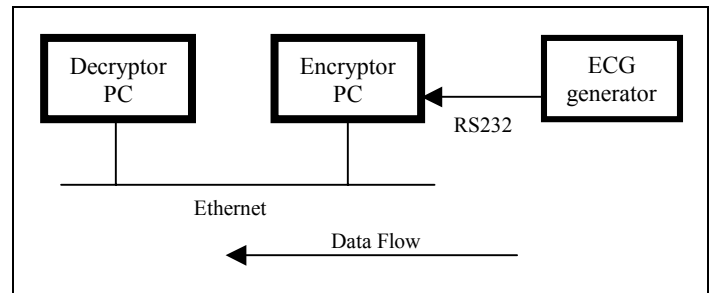 Decryptor
PC
Encryptor
PC
ECG
generator
RS232
Ethernet
Data Flow